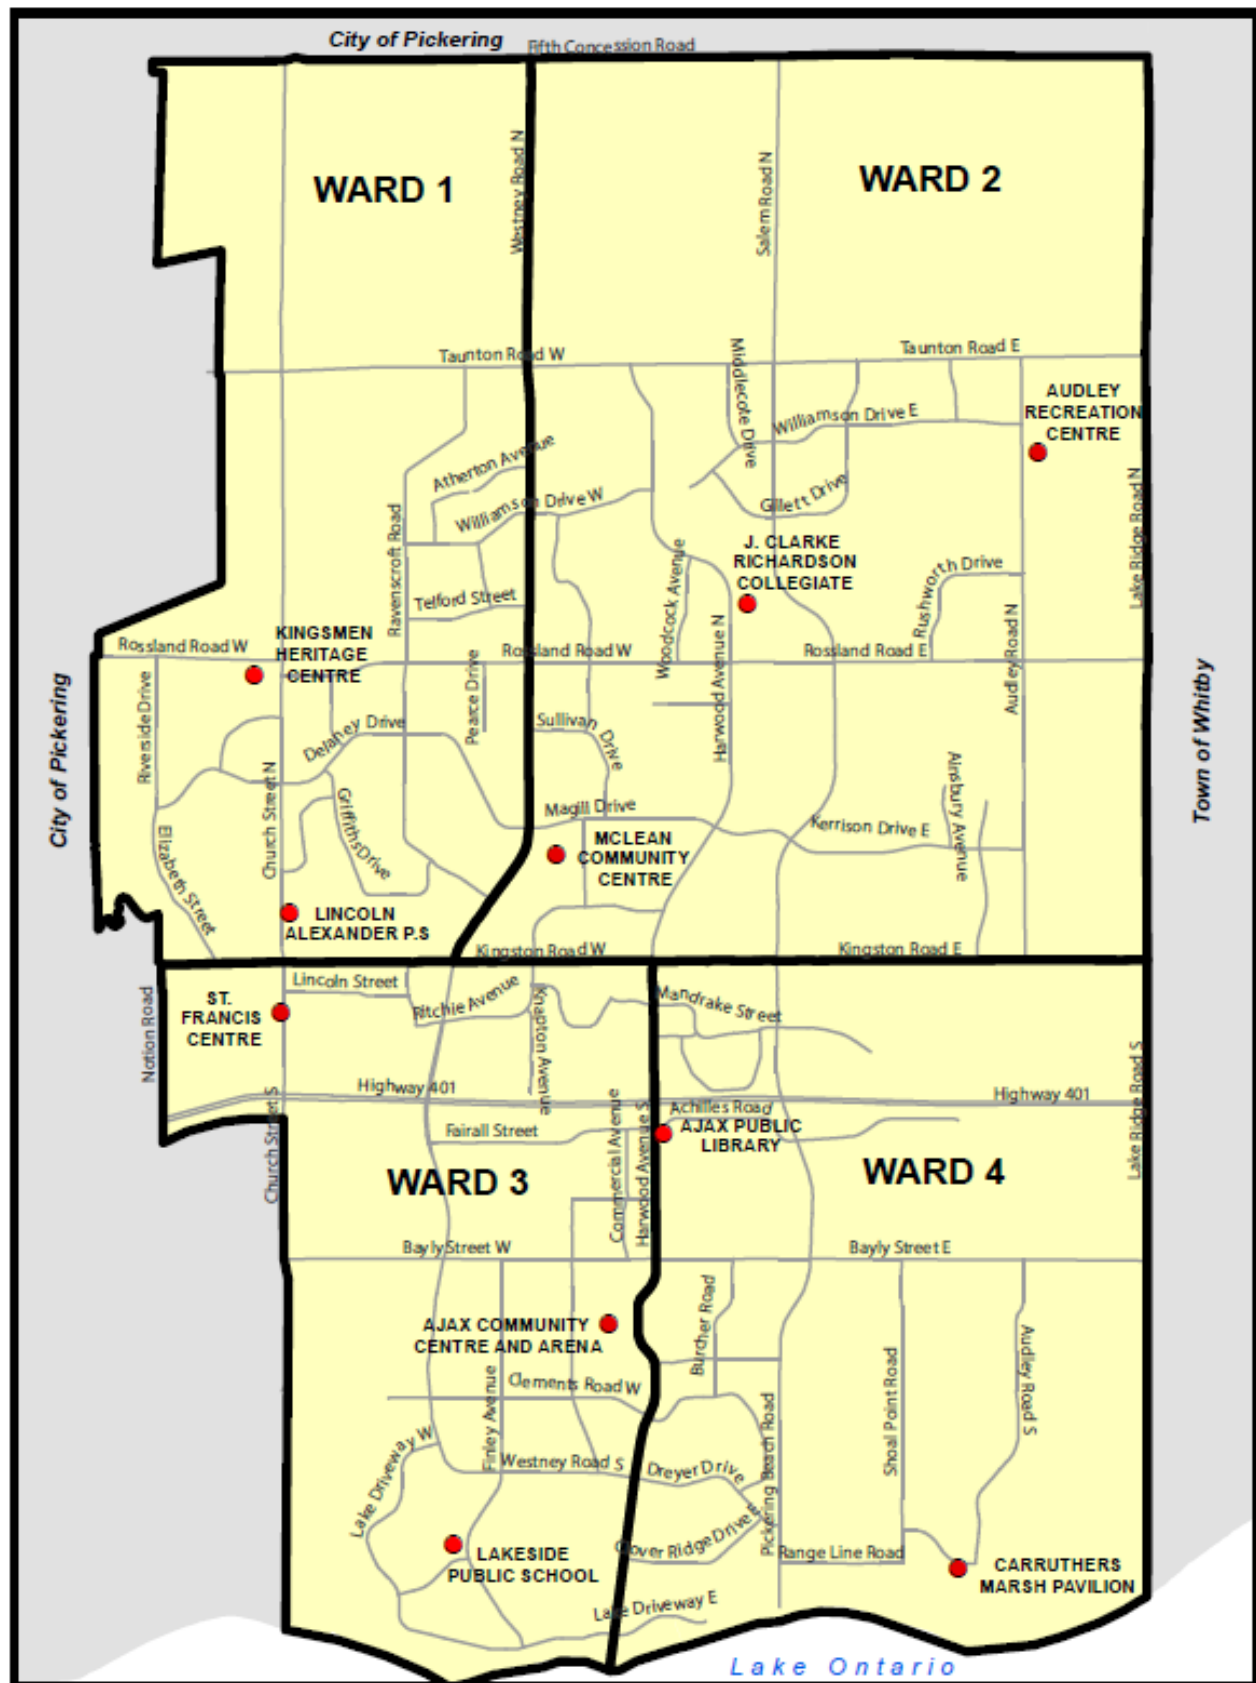 City of Pickering
Fifth Concession Road
WARD 1
Westney Road N
WARD 2
Salem Road N
Taunton Road W
Taunton Road E
Middlecote Drive
AUDLEY
RECREATION
CENTRE
Williamson Drive E
Atherton Avenue
Williamson Drive W
Gillett Drive
Lake Ridge Road N
Ravenscroft Road
J. CLARKE
RICHARDSON
COLLEGIATE
Woodcock Avenue
Rushworth Drive
Telford Street
KINGSMEN
HERITAGE
CENTRE
Rossland Road W
Rossland Road W
Rossland Road E
Harwood Avenue N
Audley Road N
Town of Whitby
City of Pickering
Riverside Drive
Pearce Drive
Delaney Drive
Sullivan Drive
Church Street N
Griffiths Drive
Magill Drive
Kerrison Drive E
Ainsbury Avenue
Elizabeth Street
MCLEAN
COMMUNITY
CENTRE
LINCOLN
ALEXANDER P.S
Kingston Road W
Kingston Road E
Lincoln Street
Ritchie Avenue
Knapton Avenue
Mandrake Street
ST.
FRANCIS
CENTRE
Notion Road
Highway 401
Highway 401
Lake Ridge Road S
Church Street S
Fairall Street
Commercial Avenue
Harwood Avenue S
Achilles Road
AJAX PUBLIC
LIBRARY
WARD 3
WARD 4
Bayly Street W
Bayly Street E
AJAX COMMUNITY
CENTRE AND ARENA
Burcher Road
Shoal Point Road
Audley Road S
Clements Road W
Finley Avenue
Pickering Beach Road
Lake Driveway W
Westney Road S
Dreyer Drive
Clover Ridge Drive E
Range Line Road
LAKESIDE
PUBLIC SCHOOL
CARRUTHERS
MARSH PAVILION
Lake Driveway E
Lake Ontario